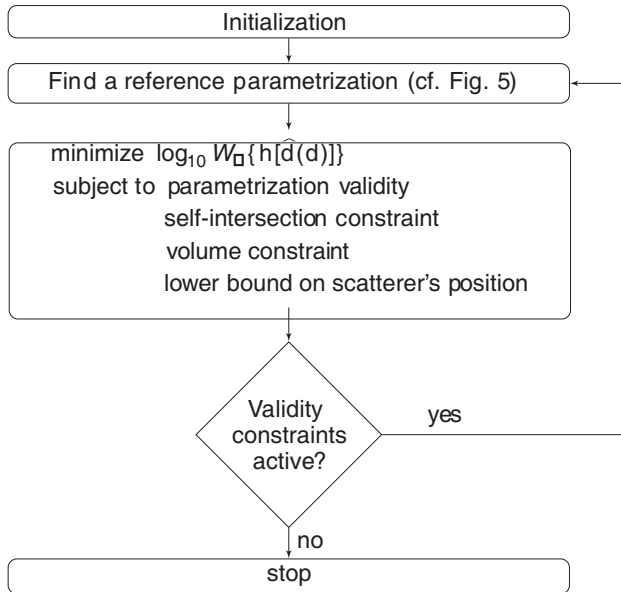 Initialization
Find a reference parametrization (cf. Fig. 5)
minimize log₁₀ W□{h[d̂(d)]}
subject to parametrization validity
self-intersection constraint
volume constraint
lower bound on scatterer's position
Validity
constraints
active?
yes
no
stop